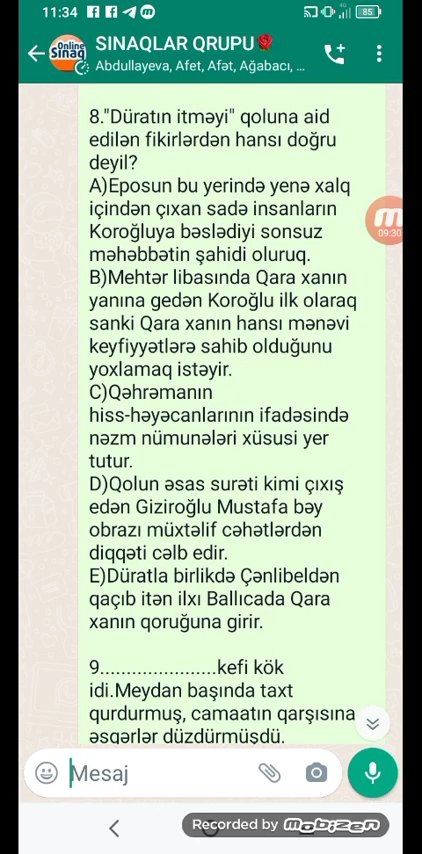 11:34
4G
85
Online
Sınaq
SINAQLAR QRUPU🌹
Abdullayeva, Afet, Afət, Ağabacı, ...
8."Düratın itməyi" qoluna aid
edilən fikirlərdən hansı doğru
deyil?
A)Eposun bu yerində yenə xalq
içindən çıxan sadə insanların
Koroğluya bəslədiyi sonsuz
məhəbbətin şahidi oluruq.
B)Mehtər libasında Qara xanın
yanına gedən Koroğlu ilk olaraq
sanki Qara xanın hansı mənəvi
keyfiyyətlərə sahib olduğunu
yoxlamaq istəyir.
C)Qəhrəmanın
hiss-həyəcanlarının ifadəsində
nəzm nümunələri xüsusi yer
tutur.
D)Qolun əsas surəti kimi çıxış
edən Giziroğlu Mustafa bəy
obrazı müxtəlif cəhətlərdən
diqqəti cəlb edir.
E)Düratla birlikdə Çənlibeldən
qaçıb itən ilxı Ballıcada Qara
xanın qoruğuna girir.
9......................kefi kök
idi.Meydan başında taxt
qurdurmuş, camaatın qarşısına
əsgərlər düzdürmüşdü.
m
09:30
Mesaj
Recorded by mobizen